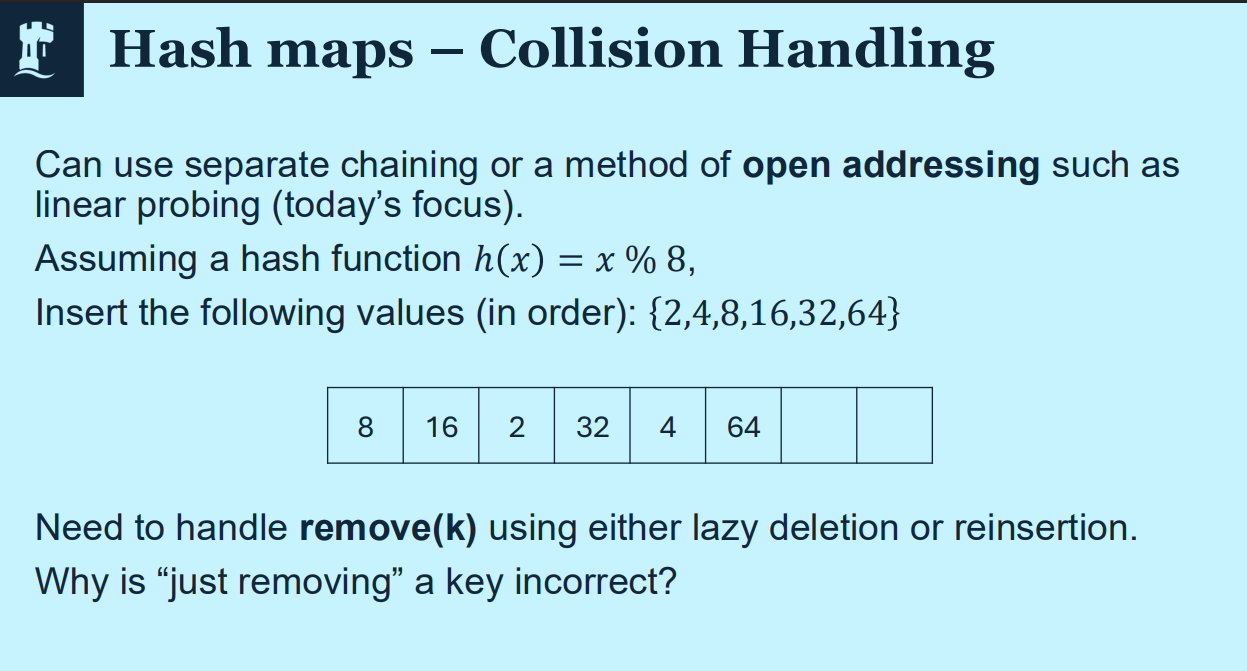 Hash maps – Collision Handling
Can use separate chaining or a method of open addressing such as
linear probing (today’s focus).
Assuming a hash function h(x) = x % 8,
Insert the following values (in order): {2,4,8,16,32,64}
8 16 2 32 4 64
Need to handle remove(k) using either lazy deletion or reinsertion.
Why is “just removing” a key incorrect?